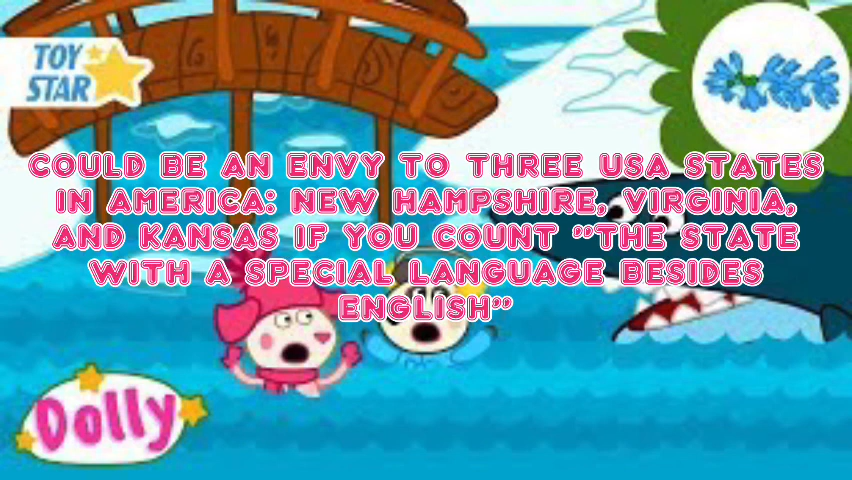 TOY
STAR
COULD BE AN ENVY TO THREE USA STATES
IN AMERICA: NEW HAMPSHIRE, VIRGINIA,
AND KANSAS IF YOU COUNT "THE STATE
WITH A SPECIAL LANGUAGE BESIDES
ENGLISH"
Dolly